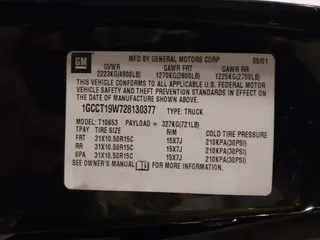 GM
MFD BY GENERAL MOTORS CORP 09/01
GVWR GAWR FRT GAWR RR
2223KG(4900LB) 1270KG(2800LB) 1225KG(2700LB)
THIS VEHICLE CONFORMS TO ALL APPLICABLE U.S. FEDERAL MOTOR
VEHICLE SAFETY AND THEFT PREVENTION STANDARDS IN EFFECT
ON THE DATE OF MANUFACTURE SHOWN ABOVE.
1GCCT19W728130377 TYPE: TRUCK
MODEL: T10653 PAYLOAD = 327KG(721LB)
TIRE SIZE RIM COLD TIRE PRESSURE
FRT 31X10.50R15C 15X7J 210KPA(30PSI)
RR 31X10.50R15C 15X7J 210KPA(30PSI)
SPA 31X10.50R15C 15X7J 210KPA(30PSI)
SEE OWNER'S MANUAL FOR ADDITIONAL INFORMATION.